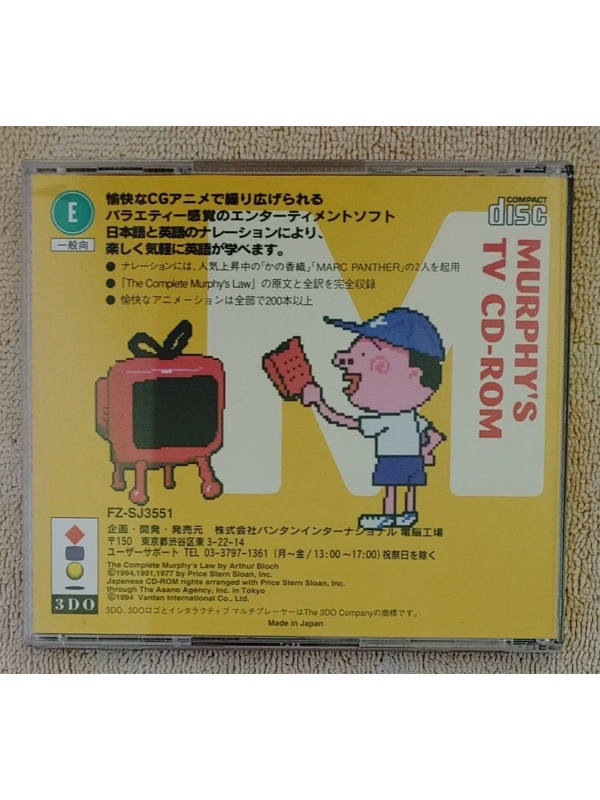 E
一般向
愉快なCGアニメで繰り広げられる
バラエティー感覚のエンターティメントソフト
日本語と英語のナレーションにより、
楽しく気軽に英語が学べます。
● ナレーションには、人気上昇中の「かの香織」「MARC PANTHER」の2人を起用
● 『The Complete Murphy's Law』の原文と全訳を完全収録
● 愉快なアニメーションは全部で200本以上
COMPACT
disc
MURPHY'S
TV CD-ROM
M
FZ-SJ3551
企画・開発・発売元 株式会社バンタンインターナショナル 電脳工場
〒150 東京都渋谷区東 3-22-14
ユーザーサポート TEL 03-3797-1361 (月〜金/13:00〜17:00)祝祭日を除く
The Complete Murphy's Law by Arthur Bloch
©1994,1991,1977 by Price Stern Sloan, Inc.
Japanese CD-ROM rights arranged with Price Stern Sloan, Inc.
through The Asano Agency, Inc. in Tokyo
©1994 Vantan International Co., Ltd.
3DO、3DOロゴとインタラクティブ マルチプレーヤーはThe 3DO Companyの商標です。
Made in Japan
3DO